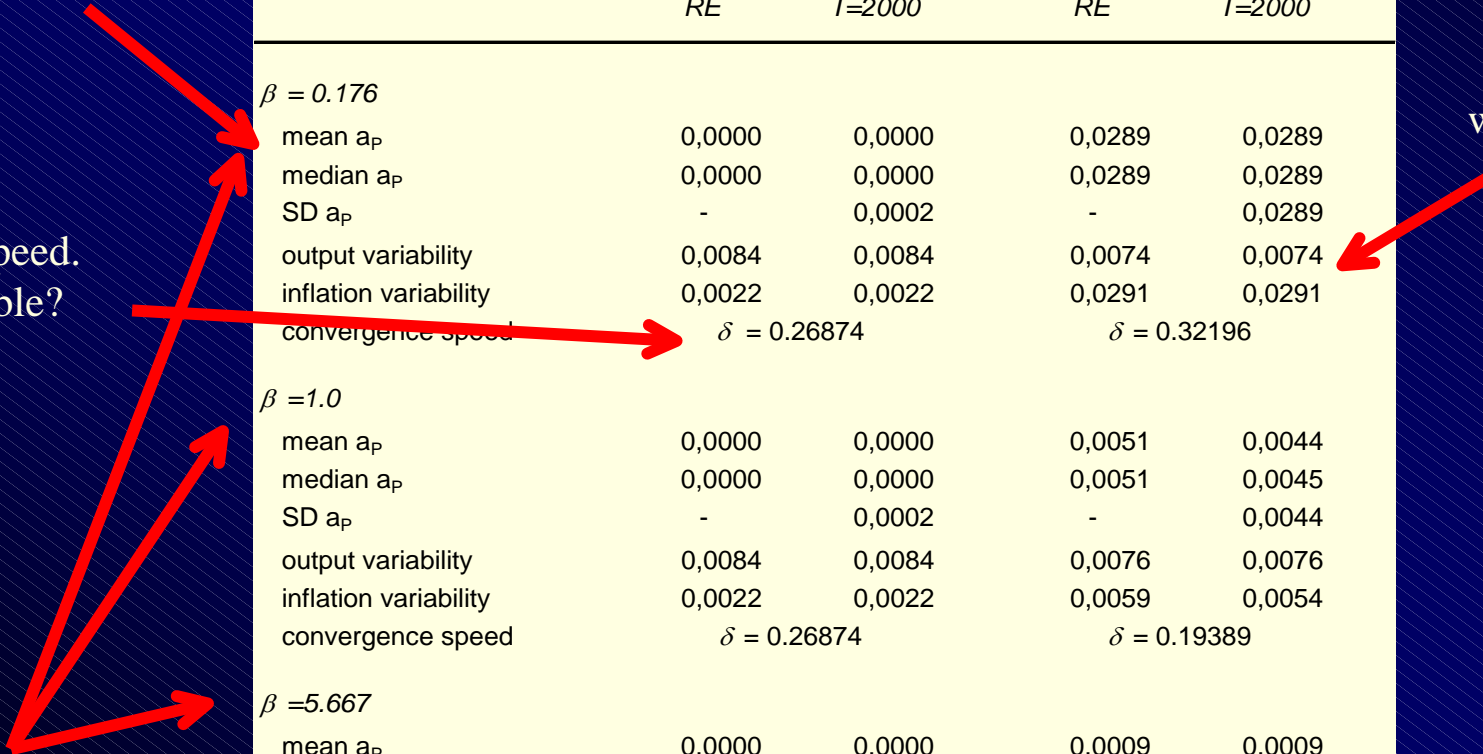 RE T=2000 RE T=2000
β = 0.176
mean aP 0,0000 0,0000 0,0289 0,0289
median aP 0,0000 0,0000 0,0289 0,0289
SD aP - 0,0002 - 0,0289
output variability 0,0084 0,0084 0,0074 0,0074
inflation variability 0,0022 0,0022 0,0291 0,0291
convergence speed δ = 0.26874 δ = 0.32196
β =1.0
mean aP 0,0000 0,0000 0,0051 0,0044
median aP 0,0000 0,0000 0,0051 0,0045
SD aP - 0,0002 - 0,0044
output variability 0,0084 0,0084 0,0076 0,0076
inflation variability 0,0022 0,0022 0,0059 0,0054
convergence speed δ = 0.26874 δ = 0.19389
β =5.667
mean aP 0,0000 0,0000 0,0009 0,0009